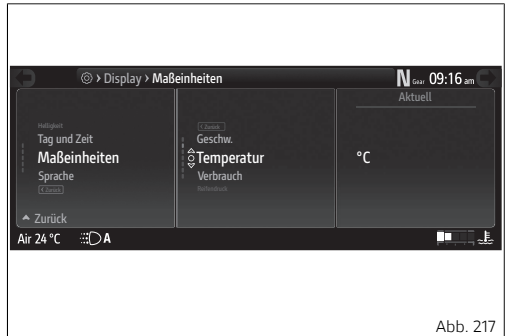 Display > Maßeinheiten
N Gear 09:16 am
Helligkeit
Tag und Zeit
Maßeinheiten
Sprache
< Zurück
Zurück
< Zurück
Geschw.
Temperatur
Verbrauch
Reifendruck
Aktuell
°C
Air 24 °C
A
Abb. 217